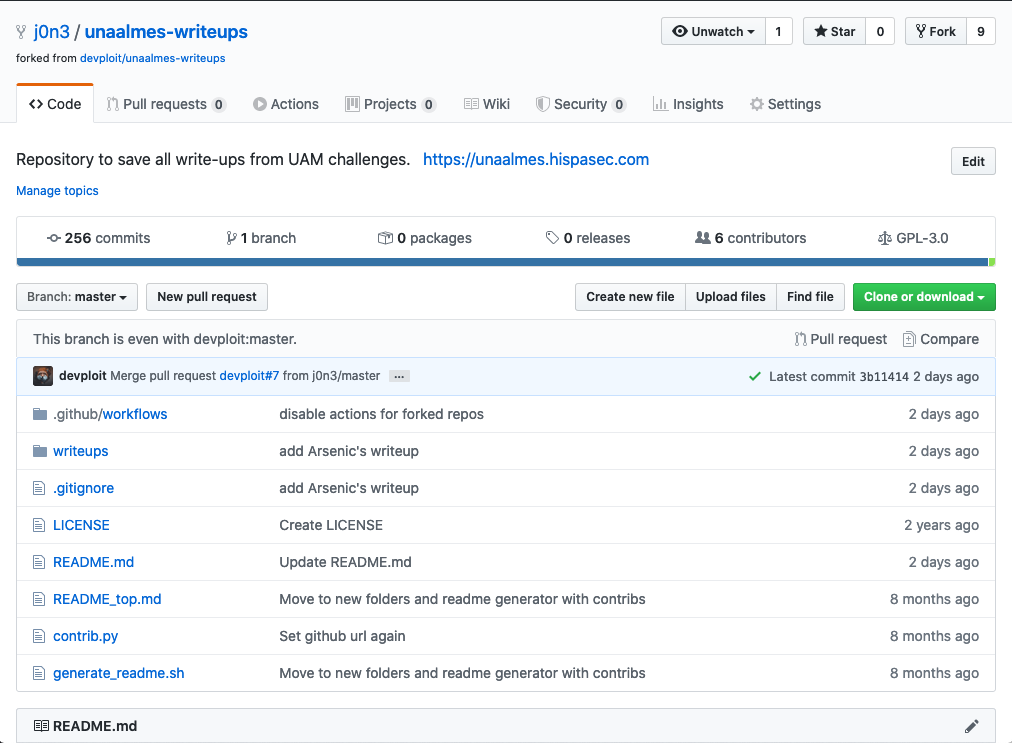 j0n3 / unaalmes-writeups Unwatch 1 Star 0 Fork 9
forked from devploit/unaalmes-writeups
Code Pull requests 0 Actions Projects 0 Wiki Security 0 Insights Settings
Repository to save all write-ups from UAM challenges. https://unaalmes.hispasec.com Edit
Manage topics
256 commits 1 branch 0 packages 0 releases 6 contributors GPL-3.0
Branch: master New pull request Create new file Upload files Find file Clone or download
This branch is even with devploit:master. Pull request Compare
devploit Merge pull request devploit#7 from j0n3/master … Latest commit 3b11414 2 days ago
.github/workflows disable actions for forked repos 2 days ago
writeups add Arsenic's writeup 2 days ago
.gitignore add Arsenic's writeup 2 days ago
LICENSE Create LICENSE 2 years ago
README.md Update README.md 2 days ago
README_top.md Move to new folders and readme generator with contribs 8 months ago
contrib.py Set github url again 8 months ago
generate_readme.sh Move to new folders and readme generator with contribs 8 months ago
README.md